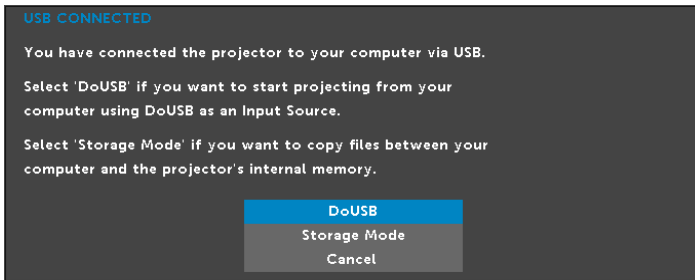 USB CONNECTED
You have connected the projector to your computer via USB.
Select 'DoUSB' if you want to start projecting from your
computer using DoUSB as an Input Source.
Select 'Storage Mode' if you want to copy files between your
computer and the projector's internal memory.
DoUSB
Storage Mode
Cancel